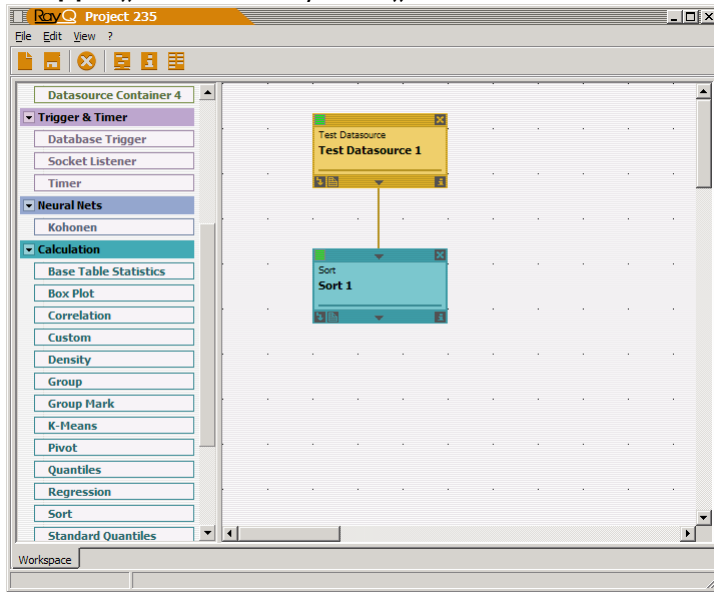 RayQ Project 235
File Edit View ?
Datasource Container 4
Trigger & Timer
Database Trigger
Socket Listener
Timer
Neural Nets
Kohonen
Calculation
Base Table Statistics
Box Plot
Correlation
Custom
Density
Group
Group Mark
K-Means
Pivot
Quantiles
Regression
Sort
Standard Quantiles
Test Datasource
Test Datasource 1
Sort
Sort 1
Workspace